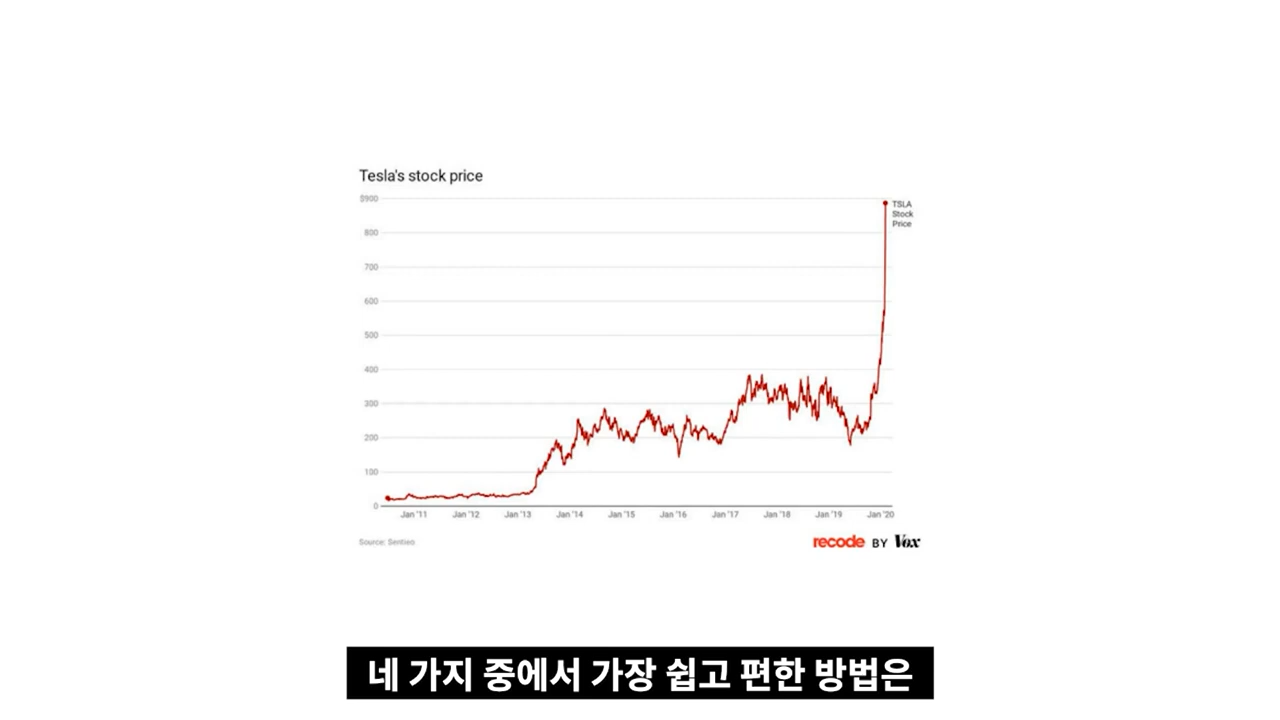 Tesla's stock price
$900
TSLA
Stock
Price
800
700
600
500
400
300
200
100
0
Jan '11 Jan '12 Jan '13 Jan '14 Jan '15 Jan '16 Jan '17 Jan '18 Jan '19 Jan '20
Source: Sentieo
recode BY Vox
네 가지 중에서 가장 쉽고 편한 방법은